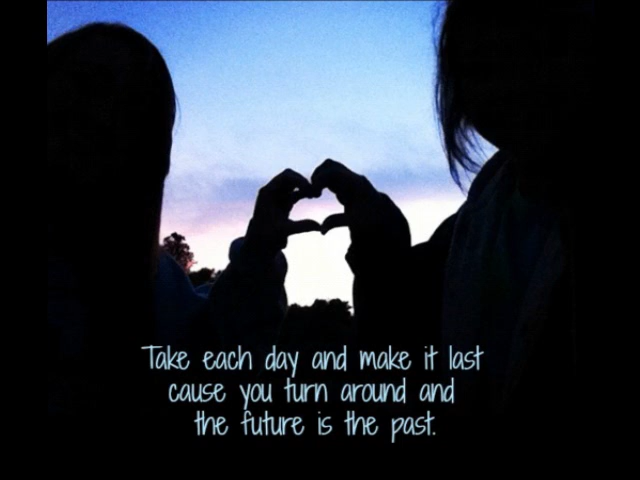 Take each day and make it last
cause you turn around and
the future is the past.